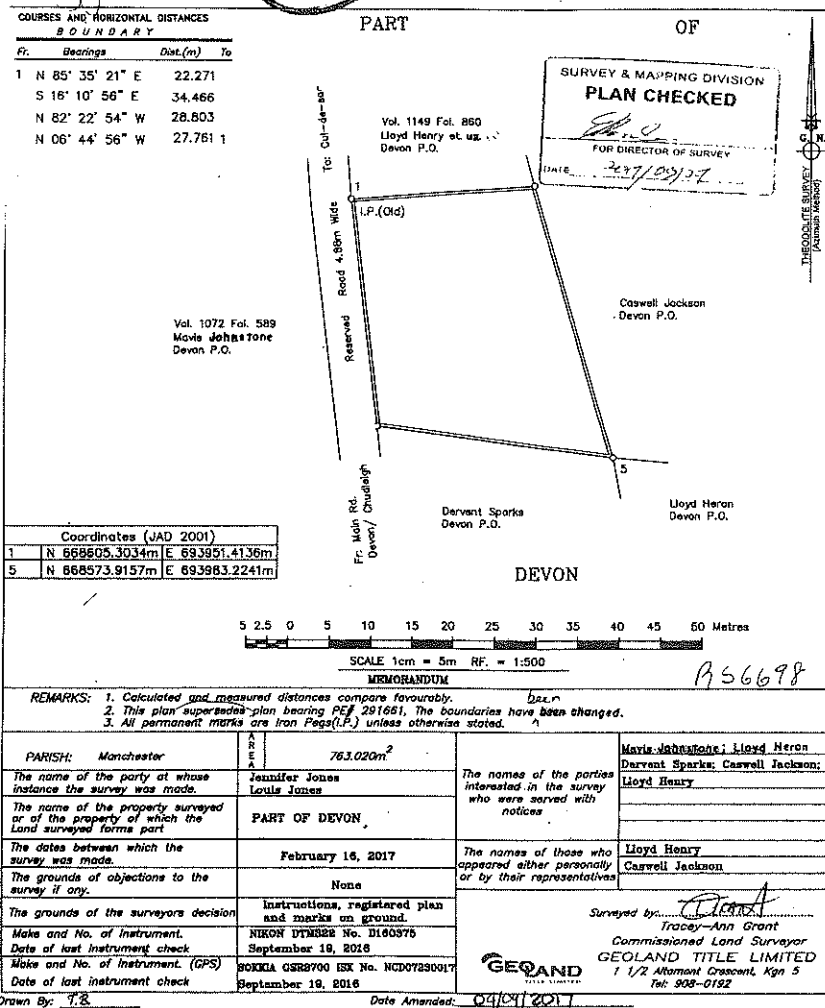 COURSES AND HORIZONTAL DISTANCES
BOUNDARY
Fr. Bearings Dist.(m) To
1 N 85° 35' 21" E 22.271
S 16° 10' 56" E 34.466
N 82° 22' 54" W 28.803
N 06° 44' 56" W 27.761 1
PART OF
SURVEY & MAPPING DIVISION
PLAN CHECKED
FOR DIRECTOR OF SURVEY
DATE
G. N.
THEODOLITE SURVEY
(Azimuth Method)
Vol. 1149 Fol. 860
Lloyd Henry et ux.
Devon P.O.
To: Cul-de-sac
1
I.P.(Old)
Reserved Road 4.88m Wide
Vol. 1072 Fol. 589
Mavis Johnstone
Devon P.O.
Caswell Jackson
Devon P.O.
5
Fr: Main Rd.
Devon/ Chudleigh
Dervent Sparks
Devon P.O.
Lloyd Heron
Devon P.O.
Coordinates (JAD 2001)
1 N 668605.3034m E 693951.4136m
5 N 668573.9157m E 693983.2241m
DEVON
5 2.5 0 5 10 15 20 25 30 35 40 45 50 Metres
SCALE 1cm = 5m RF. = 1:500
MEMORANDUM
RS6698
REMARKS: 1. Calculated and measured distances compare favourably.
been
2. This plan supersedes plan bearing PE# 291661, The boundaries have been changed.
3. All permanent marks are Iron Pegs(I.P.) unless otherwise stated.
PARISH: Manchester
AREA
763.020m²
The name of the party at whose instance the survey was made.
Jennifer Jones
Louis Jones
The name of the property surveyed or of the property of which the Land surveyed forms part
PART OF DEVON
The dates between which the survey was made.
February 16, 2017
The grounds of objections to the survey if any.
None
The grounds of the surveyors decision
Instructions, registered plan and marks on ground.
Make and No. of Instrument.
NIKON DTM322 No. D160375
Date of last instrument check
September 19, 2016
Make and No. of Instrument. (GPS)
SOKKIA GSR2700 ISX No. NCD07290017
Date of last instrument check
September 19, 2016
The names of the parties interested in the survey who were served with notices
Mavis Johnstone; Lloyd Heron
Dervent Sparks; Caswell Jackson;
Lloyd Henry
The names of those who appeared either personally or by their representatives
Lloyd Henry
Caswell Jackson
Surveyed by:
Tracey-Ann Grant
Commissioned Land Surveyor
GEOLAND TITLE LIMITED
1 1/2 Altamont Crescent, Kgn 5
Tel: 908-0192
GEOLAND
TITLE LIMITED
Drawn By: T.B
Date Amended: 04/04/2017